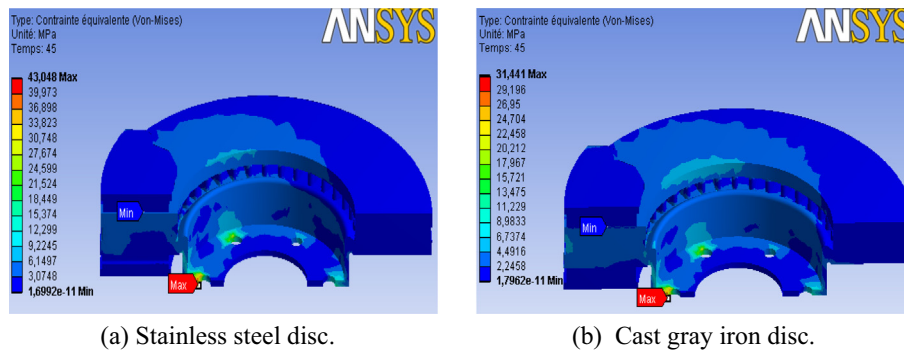 Type: Contrainte équivalente (Von-Mises)
Unité: MPa
Temps: 45
ANSYS
43,048 Max
39,973
36,898
33,823
30,748
27,674
24,599
21,524
18,449
15,374
12,299
9,2245
6,1497
3,0748
1,6992e-11 Min
Min
Max
(a) Stainless steel disc.
Type: Contrainte équivalente (Von-Mises)
Unité: MPa
Temps: 45
ANSYS
31,441 Max
29,196
26,95
24,704
22,458
20,212
17,967
15,721
13,475
11,229
8,9833
6,7374
4,4916
2,2458
1,7962e-11 Min
Min
Max
(b) Cast gray iron disc.